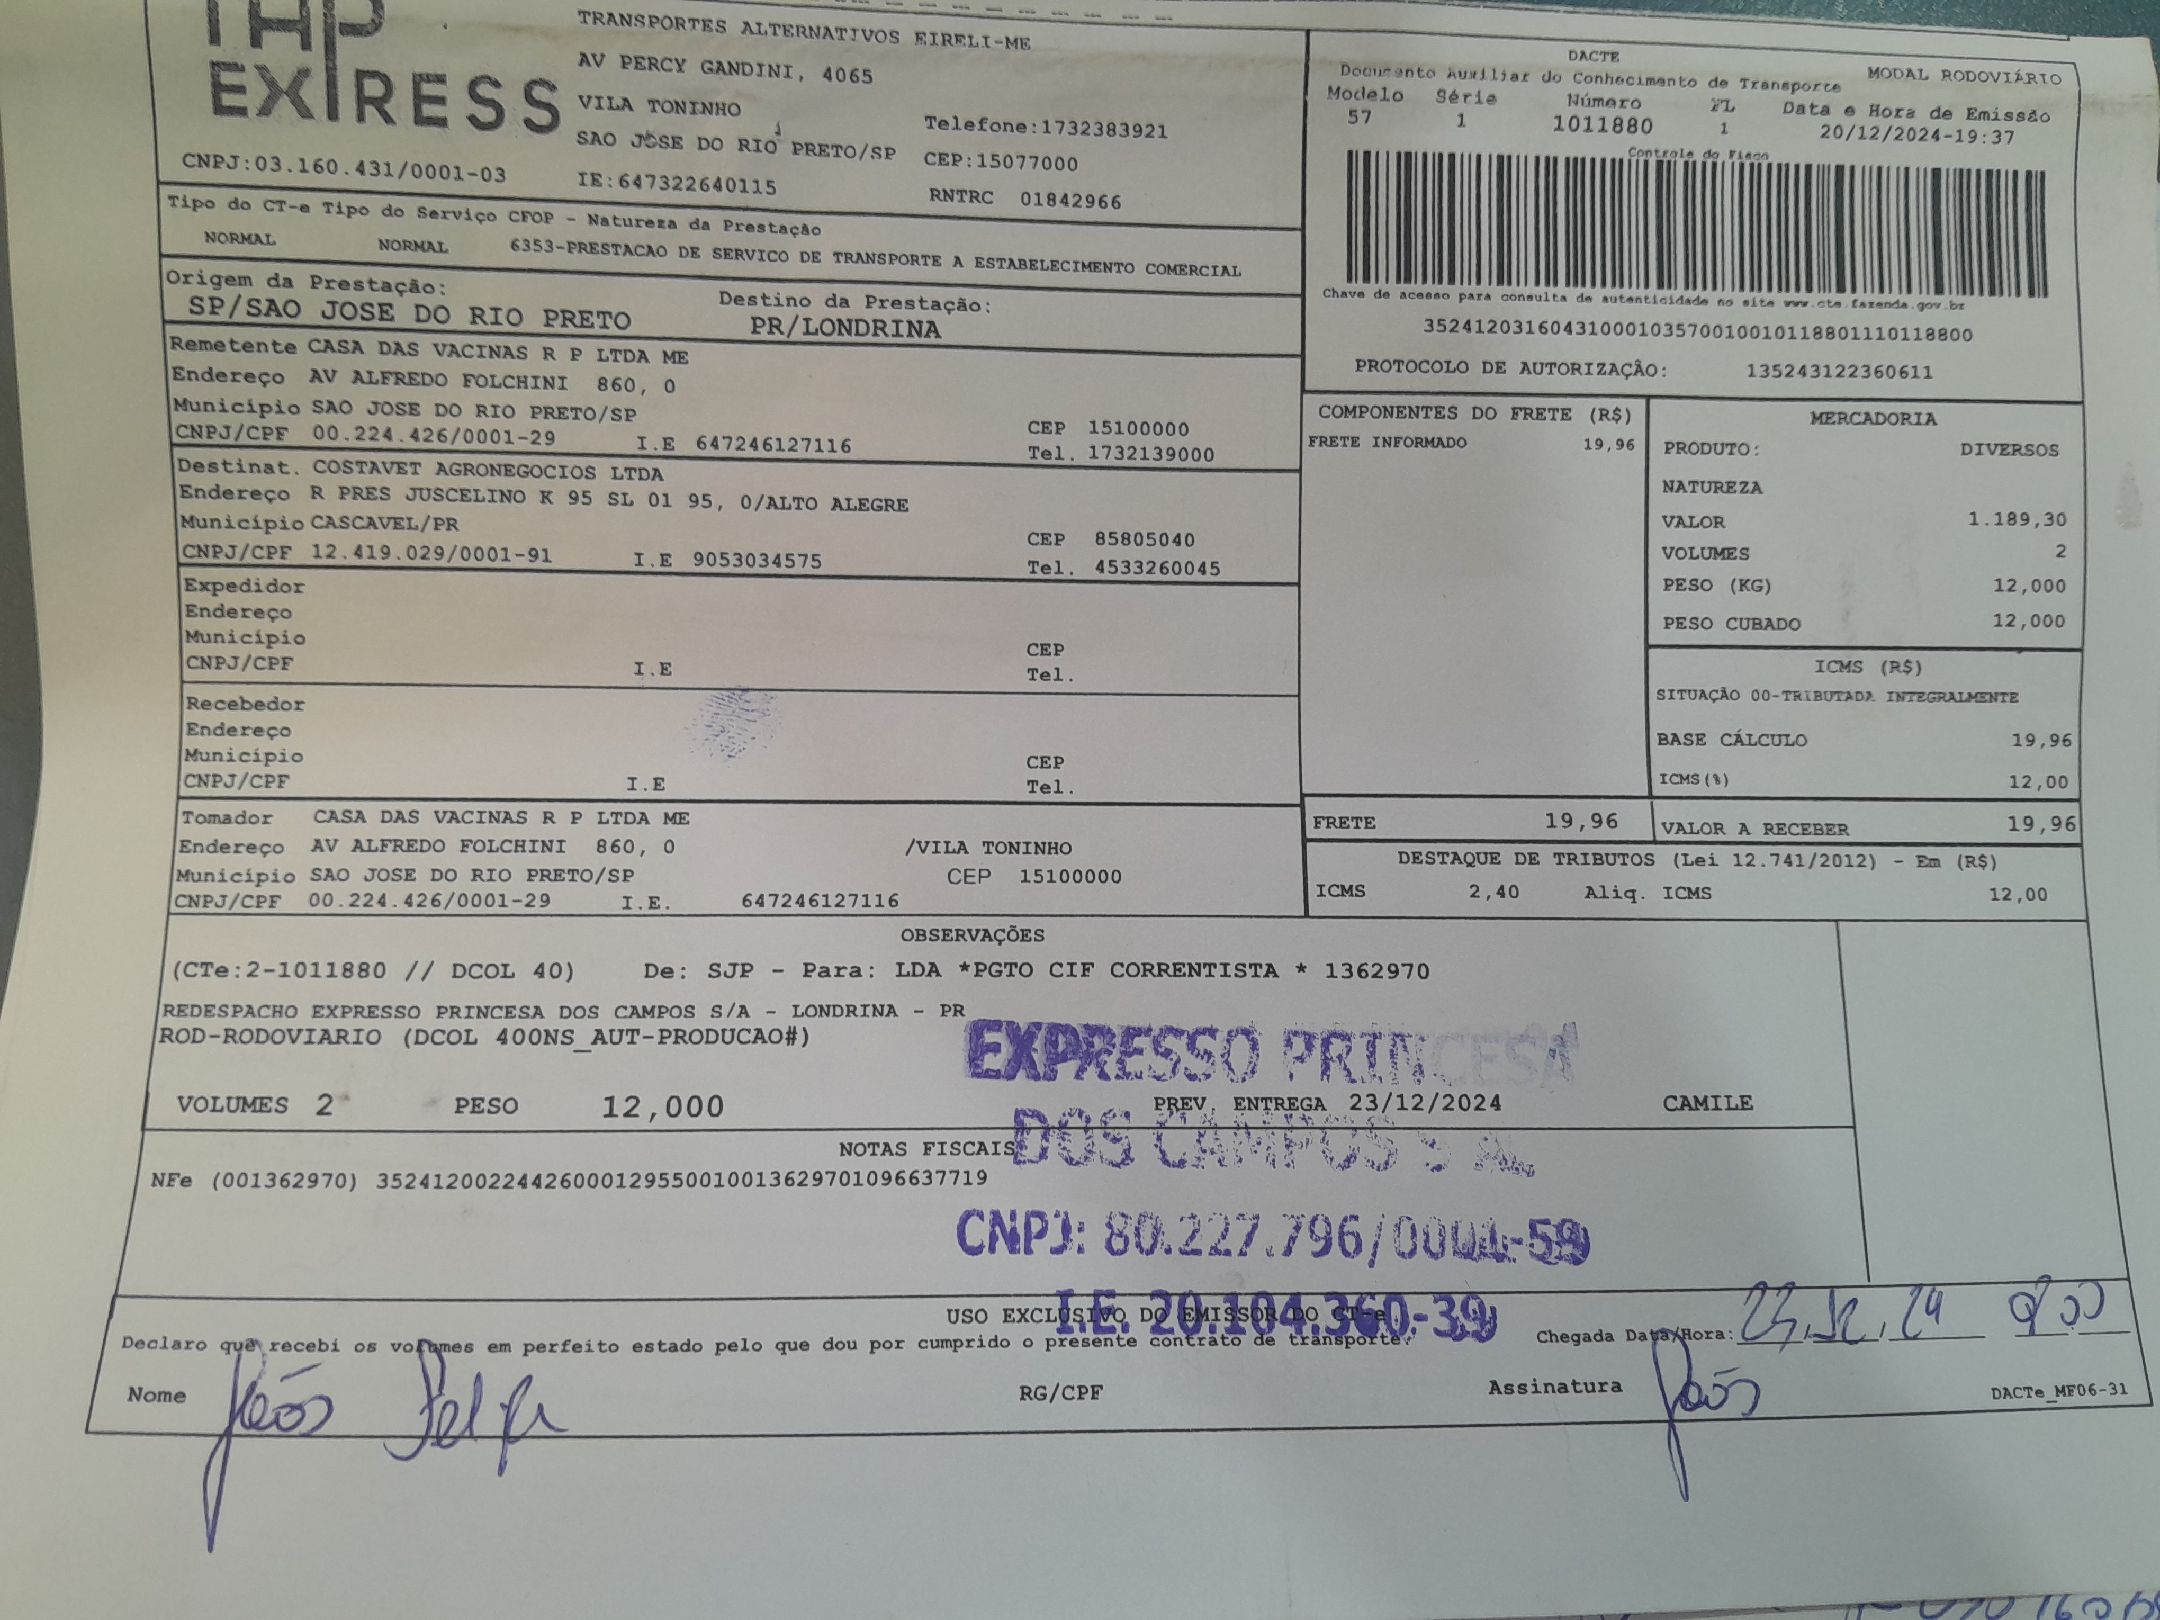 TAP
EXPRESS
TRANSPORTES ALTERNATIVOS EIRELI-ME
AV PERCY GANDINI, 4065
VILA TONINHO
Telefone:1732383921
SAO JOSE DO RIO PRETO/SP CEP:15077000
CNPJ:03.160.431/0001-03 IE:647322640115 RNTRC 01842966
DACTE
Documento Auxiliar do Conhecimento de Transporte MODAL RODOVIÁRIO
Modelo Série Número FL Data e Hora de Emissão
57 1 1011880 1 20/12/2024-19:37
Controle do Fisco
Chave de acesso para consulta de autenticidade no site www.cte.fazenda.gov.br
35241203160431000103570010010118801110118800
PROTOCOLO DE AUTORIZAÇÂO: 135243122360611
Tipo do CT-e Tipo do Serviço CFOP - Natureza da Prestação
NORMAL NORMAL 6353-PRESTACAO DE SERVICO DE TRANSPORTE A ESTABELECIMENTO COMERCIAL
Origem da Prestação: Destino da Prestação:
SP/SAO JOSE DO RIO PRETO PR/LONDRINA
Remetente CASA DAS VACINAS R P LTDA ME
Endereço AV ALFREDO FOLCHINI 860, 0
Município SAO JOSE DO RIO PRETO/SP CEP 15100000
CNPJ/CPF 00.224.426/0001-29 I.E 647246127116 Tel. 1732139000
Destinat. COSTAVET AGRONEGOCIOS LTDA
Endereço R PRES JUSCELINO K 95 SL 01 95, 0/ALTO ALEGRE
Município CASCAVEL/PR CEP 85805040
CNPJ/CPF 12.419.029/0001-91 I.E 9053034575 Tel. 4533260045
Expedidor
Endereço
Município CEP
CNPJ/CPF I.E Tel.
Recebedor
Endereço
Município CEP
CNPJ/CPF I.E Tel.
Tomador CASA DAS VACINAS R P LTDA ME
Endereço AV ALFREDO FOLCHINI 860, 0 /VILA TONINHO
Município SAO JOSE DO RIO PRETO/SP CEP 15100000
CNPJ/CPF 00.224.426/0001-29 I.E. 647246127116
COMPONENTES DO FRETE (R$)
FRETE INFORMADO 19,96
MERCADORIA
PRODUTO: DIVERSOS
NATUREZA
VALOR 1.189,30
VOLUMES 2
PESO (KG) 12,000
PESO CUBADO 12,000
ICMS (R$)
SITUAÇÃO 00-TRIBUTADA INTEGRALMENTE
BASE CÁLCULO 19,96
ICMS(%) 12,00
FRETE 19,96 VALOR A RECEBER 19,96
DESTAQUE DE TRIBUTOS (Lei 12.741/2012) - Em (R$)
ICMS 2,40 Aliq. ICMS 12,00
OBSERVAÇÕES
(CTe:2-1011880 // DCOL 40) De: SJP - Para: LDA *PGTO CIF CORRENTISTA * 1362970
REDESPACHO EXPRESSO PRINCESA DOS CAMPOS S/A - LONDRINA - PR
ROD-RODOVIARIO (DCOL 400NS_AUT-PRODUCAO#)
EXPRESSO PRINCESA
VOLUMES 2 PESO 12,000 PREV ENTREGA 23/12/2024 CAMILE
DOS CAMPOS S A.
NOTAS FISCAIS
NFe (001362970) 35241200224426000129550010013629701096637719
CNPJ: 80.227.796/0001-59
I.E. 20.104.360-39
USO EXCLUSIVO DO EMISSOR DO CT-e
Declaro que recebi os volumes em perfeito estado pelo que dou por cumprido o presente contrato de transporte. Chegada Data/Hora: 23,12,24
Nome João RG/CPF Assinatura João DACTe_MF06-31